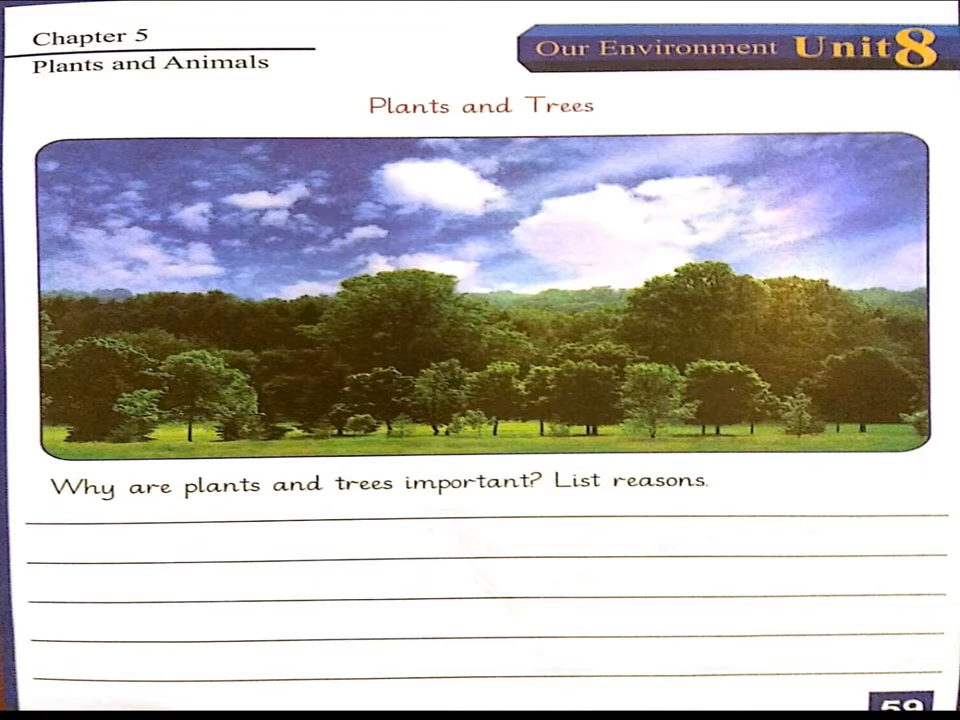 Chapter 5
Plants and Animals
Our Environment Unit 8
Plants and Trees
Why are plants and trees important? List reasons.
59